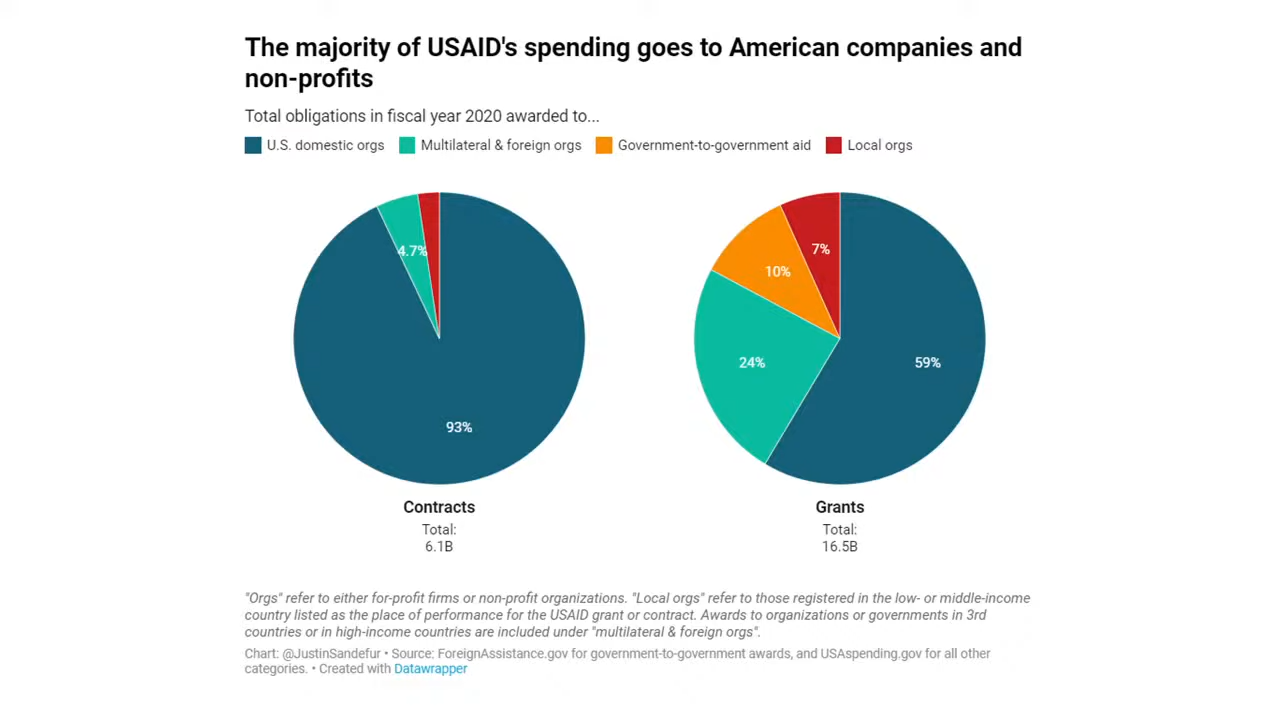 The majority of USAID's spending goes to American companies and
non-profits
Total obligations in fiscal year 2020 awarded to...
U.S. domestic orgs Multilateral & foreign orgs Government-to-government aid Local orgs
4.7%
93%
7%
10%
24%
59%
Contracts
Total:
6.1B
Grants
Total:
16.5B
"Orgs" refer to either for-profit firms or non-profit organizations. "Local orgs" refer to those registered in the low- or middle-income
country listed as the place of performance for the USAID grant or contract. Awards to organizations or governments in 3rd
countries or in high-income countries are included under "multilateral & foreign orgs".
Chart: @JustinSandefur • Source: ForeignAssistance.gov for government-to-government awards, and USAspending.gov for all other
categories. • Created with Datawrapper